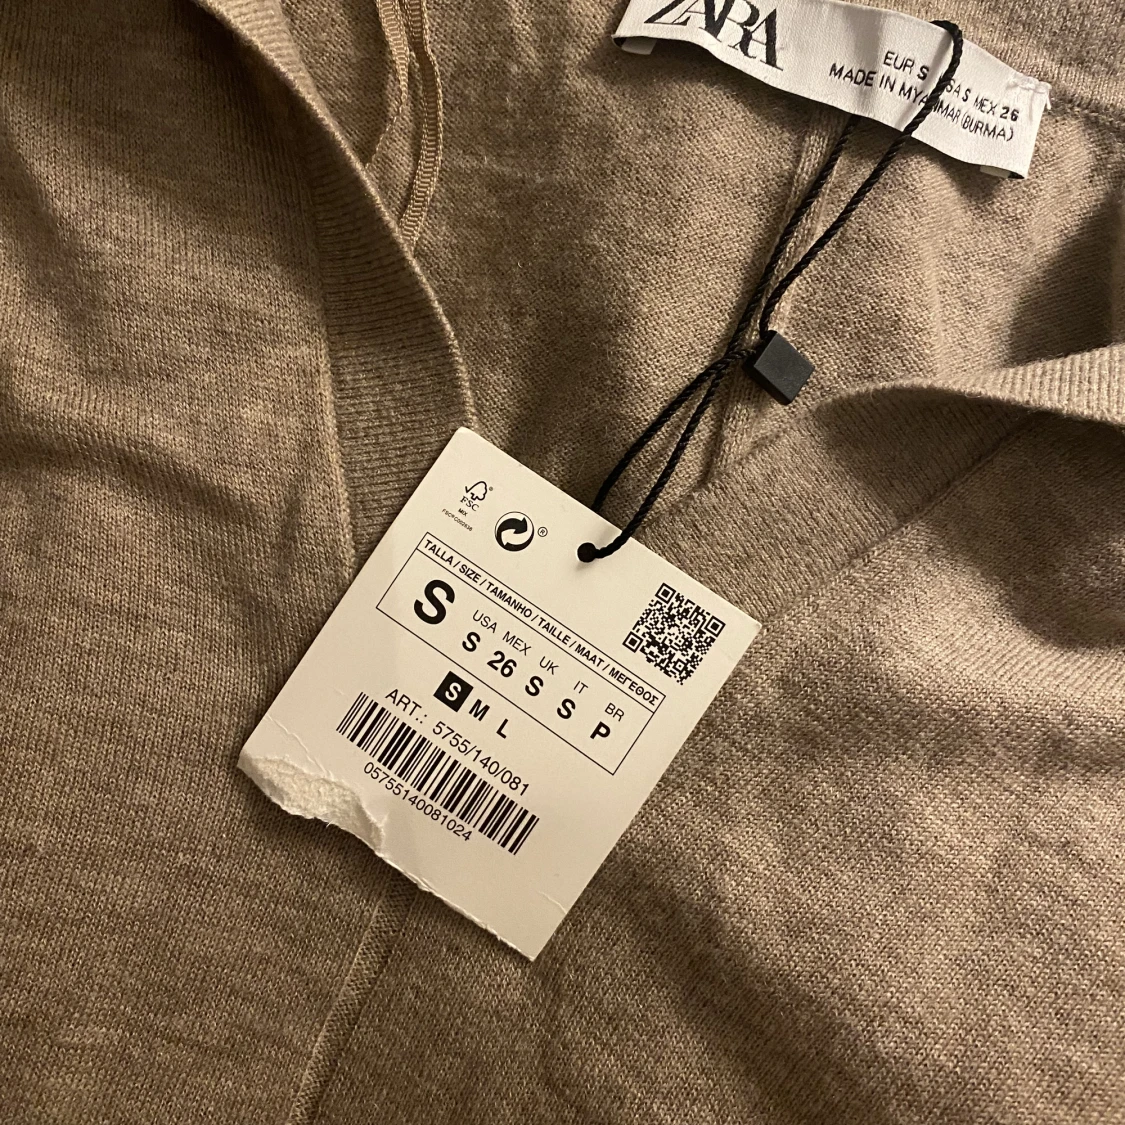 ZARA
EUR S USA S MEX 26
MADE IN MYANMAR (BURMA)
FSC®
MIX
®
TALLA / SIZE / TAMANHO / TAILLE / MAAT / ΜΕΓΕΘΟΣ
S
USA MEX UK IT BR
S 26 S S P
S M L
ART.: 5755/140/081
05755140081024